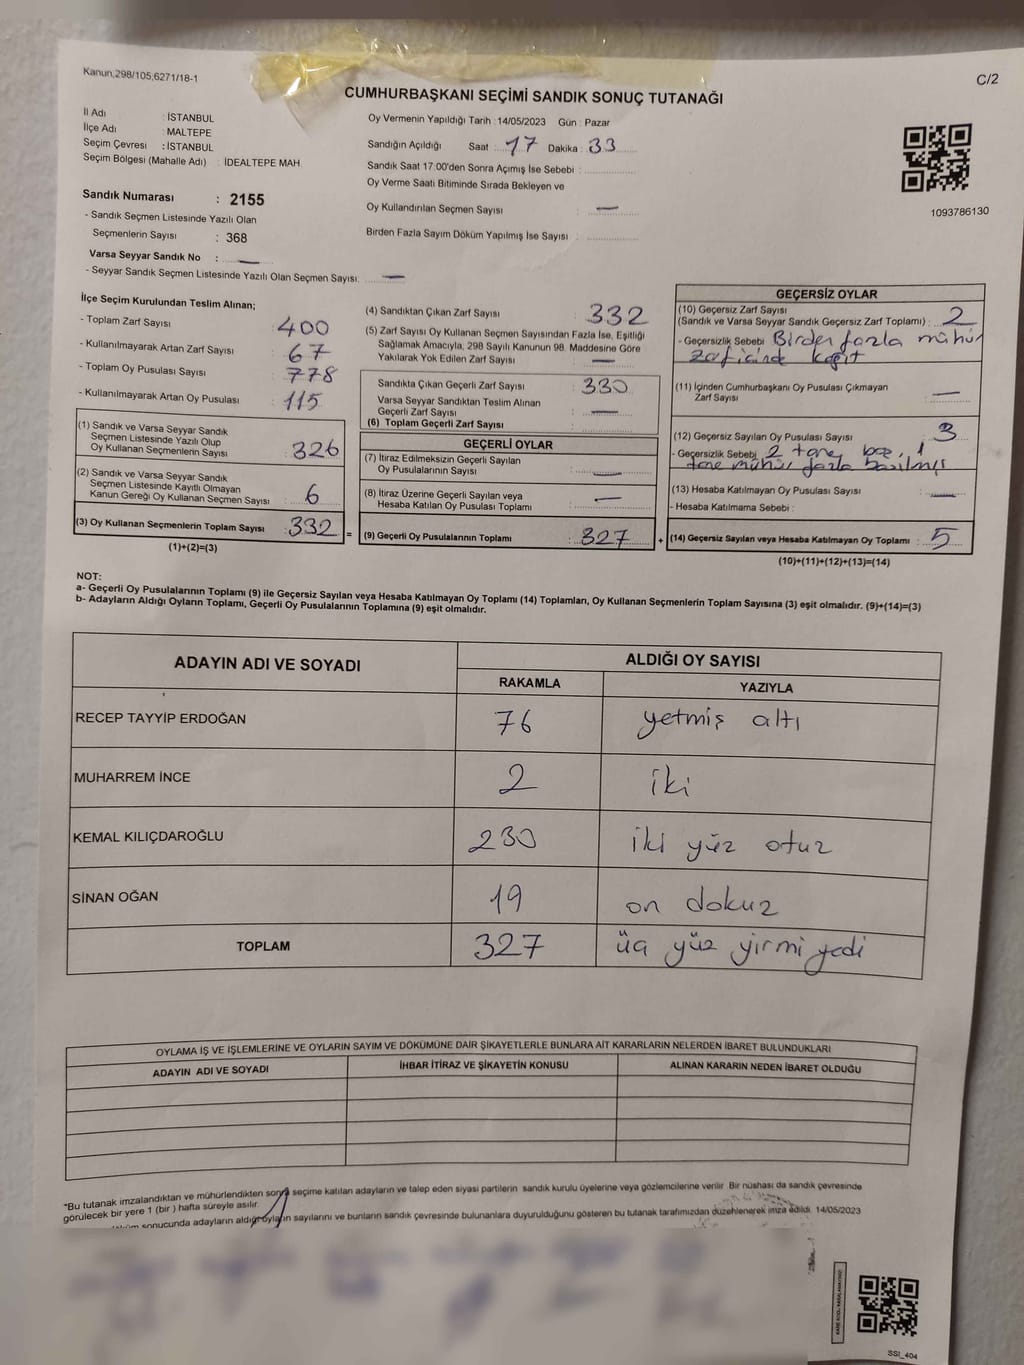 Kanun,298/105,6271/18-1
C/2
CUMHURBAŞKANI SEÇİMİ SANDIK SONUÇ TUTANAĞI
İl Adı : İSTANBUL
İlçe Adı : MALTEPE
Seçim Çevresi : İSTANBUL
Seçim Bölgesi (Mahalle Adı) : İDEALTEPE MAH.
Sandık Numarası : 2155
- Sandık Seçmen Listesinde Yazılı Olan
Seçmenlerin Sayısı : 368
Varsa Seyyar Sandık No : —
- Seyyar Sandık Seçmen Listesinde Yazılı Olan Seçmen Sayısı: —
Oy Vermenin Yapıldığı Tarih :14/05/2023 Gün : Pazar
Sandığın Açıldığı Saat : 17 Dakika : 33
Sandık Saat 17:00'den Sonra Açılmış İse Sebebi :
Oy Verme Saati Bitiminde Sırada Bekleyen ve
Oy Kullandırılan Seçmen Sayısı : —
Birden Fazla Sayım Döküm Yapılmış İse Sayısı :
1093786130
İlçe Seçim Kurulundan Teslim Alınan;
- Toplam Zarf Sayısı : 400
- Kullanılmayarak Artan Zarf Sayısı : 67
- Toplam Oy Pusulası Sayısı : 778
- Kullanılmayarak Artan Oy Pusulası : 115
(1) Sandık ve Varsa Seyyar Sandık
Seçmen Listesinde Yazılı Olup
Oy Kullanan Seçmenlerin Sayısı : 326
(2) Sandık ve Varsa Seyyar Sandık
Seçmen Listesinde Kayıtlı Olmayan
Kanun Gereği Oy Kullanan Seçmen Sayısı : 6
(3) Oy Kullanan Seçmenlerin Toplam Sayısı : 332 =
(1)+(2)=(3)
(4) Sandıktan Çıkan Zarf Sayısı : 332
(5) Zarf Sayısı Oy Kullanan Seçmen Sayısından Fazla İse, Eşitliği
Sağlamak Amacıyla, 298 Sayılı Kanunun 98. Maddesine Göre
Yakılarak Yok Edilen Zarf Sayısı : —
Sandıkta Çıkan Geçerli Zarf Sayısı : 330
Varsa Seyyar Sandıktan Teslim Alınan
Geçerli Zarf Sayısı : —
(6) Toplam Geçerli Zarf Sayısı :
GEÇERLİ OYLAR
(7) İtiraz Edilmeksizin Geçerli Sayılan
Oy Pusulalarının Sayısı : —
(8) İtiraz Üzerine Geçerli Sayılan veya
Hesaba Katılan Oy Pusulası Toplamı : —
(9) Geçerli Oy Pusulalarının Toplamı : 327 +
GEÇERSİZ OYLAR
(10) Geçersiz Zarf Sayısı
(Sandık ve Varsa Seyyar Sandık Geçersiz Zarf Toplamı) : 2
- Geçersizlik Sebebi Birden fazla mühür
zarf içinde kağıt
(11) İçinden Cumhurbaşkanı Oy Pusulası Çıkmayan
Zarf Sayısı : —
(12) Geçersiz Sayılan Oy Pusulası Sayısı : 3
- Geçersizlik Sebebi 2 tane boş, 1
tane mühür fazla basılmış
(13) Hesaba Katılmayan Oy Pusulası Sayısı : —
- Hesaba Katılmama Sebebi :
(14) Geçersiz Sayılan veya Hesaba Katılmayan Oy Toplamı : 5
(10)+(11)+(12)+(13)=(14)
NOT:
a- Geçerli Oy Pusulalarının Toplamı (9) ile Geçersiz Sayılan veya Hesaba Katılmayan Oy Toplamı (14) Toplamları, Oy Kullanan Seçmenlerin Toplam Sayısına (3) eşit olmalıdır. (9)+(14)=(3)
b- Adayların Aldığı Oyların Toplamı, Geçerli Oy Pusulalarının Toplamına (9) eşit olmalıdır.
ADAYIN ADI VE SOYADI ALDIĞI OY SAYISI
RAKAMLA YAZIYLA
RECEP TAYYİP ERDOĞAN 76 yetmiş altı
MUHARREM İNCE 2 iki
KEMAL KILIÇDAROĞLU 230 iki yüz otuz
SİNAN OĞAN 19 on dokuz
TOPLAM 327 üç yüz yirmi yedi
OYLAMA İŞ VE İŞLEMLERİNE VE OYLARIN SAYIM VE DÖKÜMÜNE DAİR ŞİKAYETLERLE BUNLARA AİT KARARLARIN NELERDEN İBARET BULUNDUKLARI
ADAYIN ADI VE SOYADI İHBAR İTİRAZ VE ŞİKAYETİN KONUSU ALINAN KARARIN NEDEN İBARET OLDUĞU
*Bu tutanak imzalandıktan ve mühürlendikten sonra seçime katılan adayların ve talep eden siyasi partilerin sandık kurulu üyelerine veya gözlemcilerine verilir. Bir nüshası da sandık çevresinde
görülecek bir yere 1 (bir ) hafta süreyle asılır.
sonucunda adayların aldığı oyların sayılarını ve bunların sandık çevresinde bulunanlara duyurulduğunu gösteren bu tutanak tarafımızdan düzenlenerek imza edildi. 14/05/2023
SSİ_404